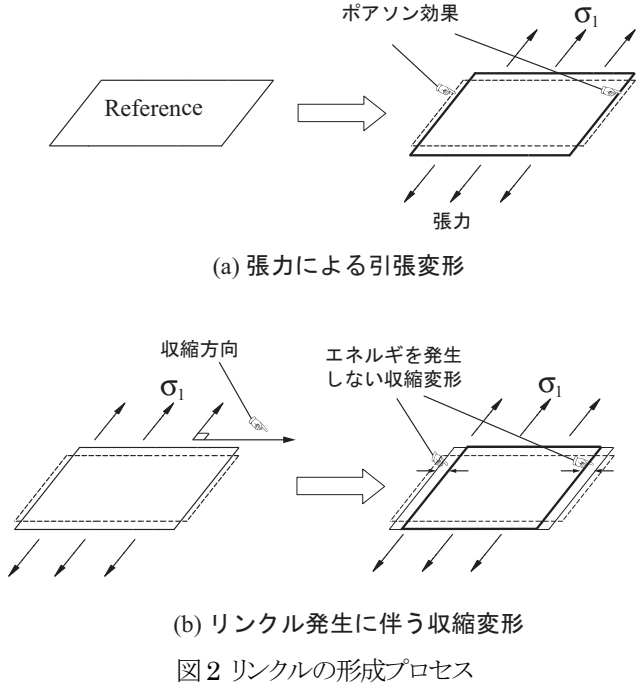 ポアソン効果
σ1
Reference
張力
(a) 張力による引張変形
収縮方向
σ1
エネルギを発生
しない収縮変形
σ1
(b) リンクル発生に伴う収縮変形
図2 リンクルの形成プロセス